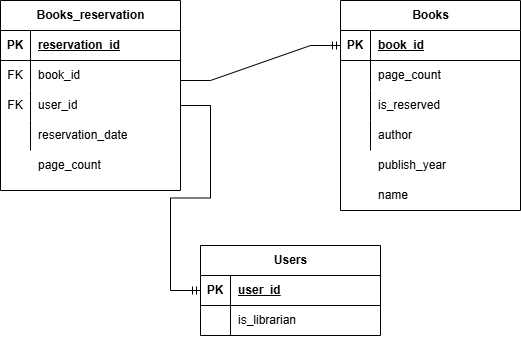 Books_reservation
PK reservation_id
FK book_id
FK user_id
reservation_date
page_count
Books
PK book_id
page_count
is_reserved
author
publish_year
name
Users
PK user_id
is_librarian